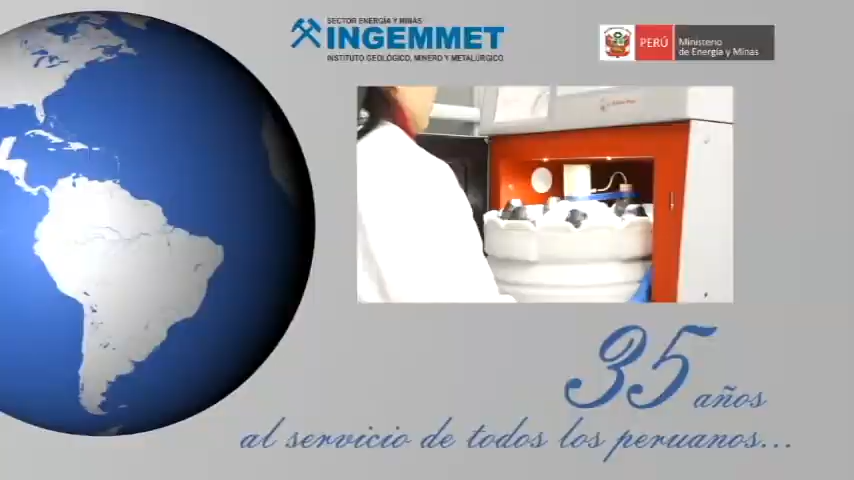 SECTOR ENERGÍA Y MINAS
INGEMMET
INSTITUTO GEOLÓGICO, MINERO Y METALÚRGICO
PERÚ
Ministerio
de Energía y Minas
35 años
al servicio de todos los peruanos...